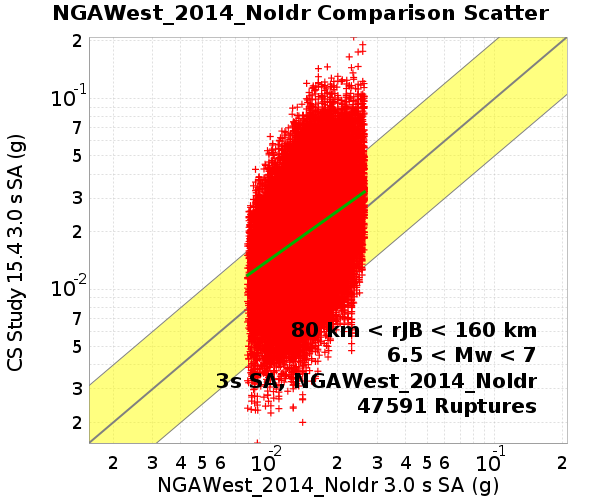 NGAWest_2014_NoIdr Comparison Scatter
CS Study 15.4 3.0 s SA (g)
2
10-1
7
5
3
2
10-2
7
5
3
2
80 km < rJB < 160 km
6.5 < Mw < 7
3s SA, NGAWest_2014_NoIdr
47591 Ruptures
2 3 4 5 6 10-2 2 3 4 5 6 10-1 2
NGAWest_2014_NoIdr 3.0 s SA (g)